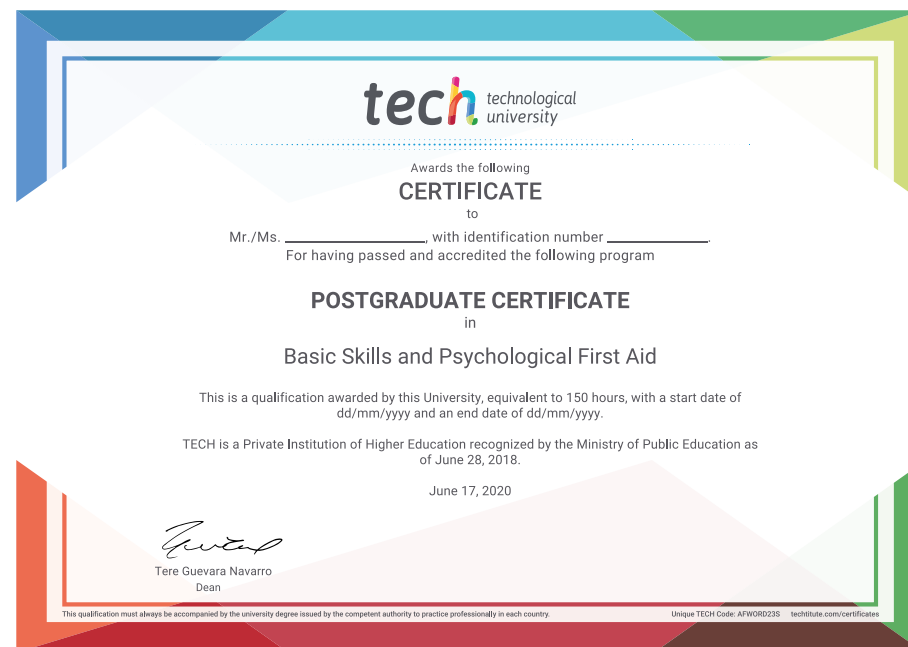 tech technological
university
Awards the following
CERTIFICATE
to
Mr./Ms. ____________________, with identification number ______________.
For having passed and accredited the following program
POSTGRADUATE CERTIFICATE
in
Basic Skills and Psychological First Aid
This is a qualification awarded by this University, equivalent to 150 hours, with a start date of
dd/mm/yyyy and an end date of dd/mm/yyyy.
TECH is a Private Institution of Higher Education recognized by the Ministry of Public Education as
of June 28, 2018.
June 17, 2020
Tere Guevara Navarro
Dean
This qualification must always be accompanied by the university degree issued by the competent authority to practice professionally in each country. Unique TECH Code: AFWORD23S techtitute.com/certificates